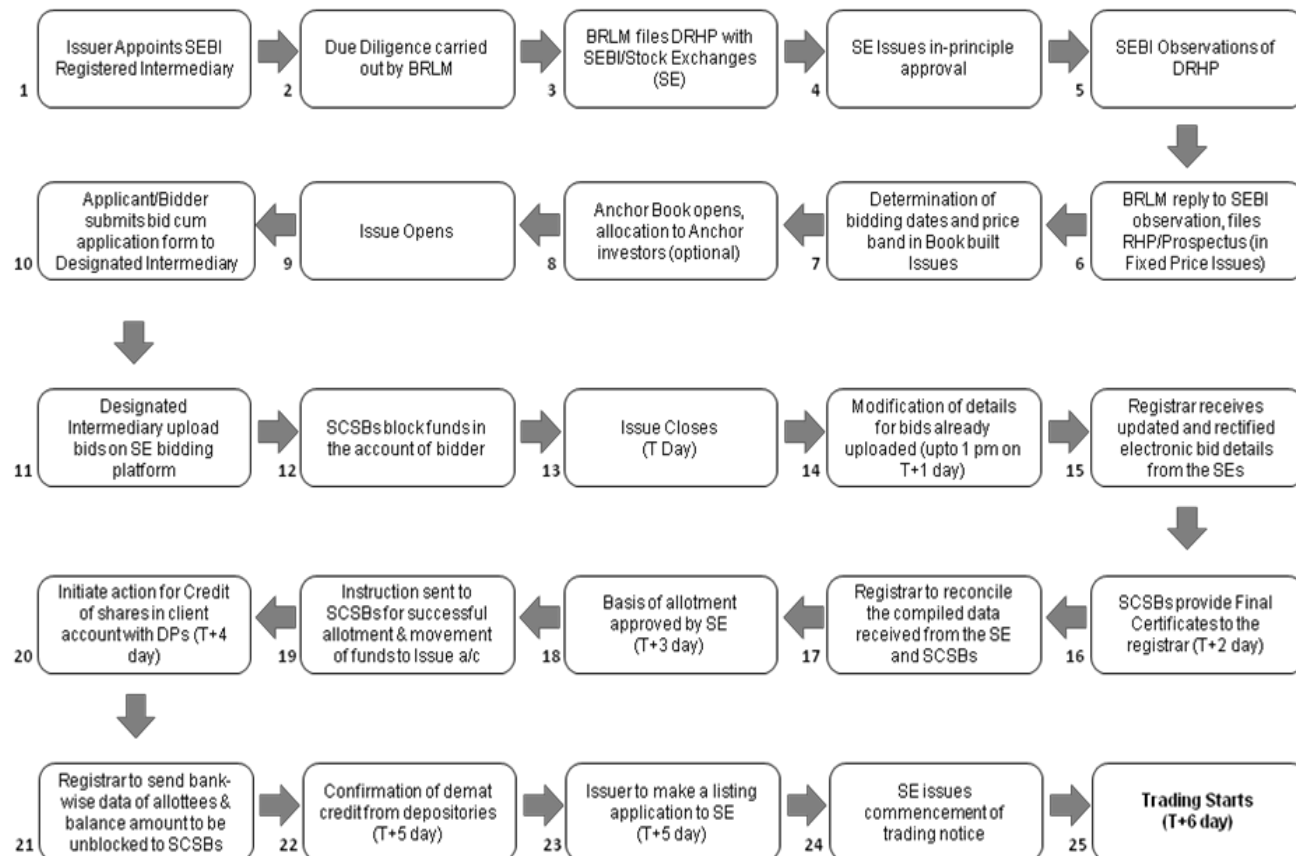 Issuer Appoints SEBI
Registered Intermediary
1
Due Diligence carried
out by BRLM
2
BRLM files DRHP with
SEBI/Stock Exchanges
(SE)
3
SE Issues in-principle
approval
4
SEBI Observations of
DRHP
5
BRLM reply to SEBI
observation, files
RHP/Prospectus (in
Fixed Price Issues)
6
Determination of
bidding dates and price
band in Book built
Issues
7
Anchor Book opens,
allocation to Anchor
investors (optional)
8
Issue Opens
9
Applicant/Bidder
submits bid cum
application form to
Designated Intermediary
10
Designated
Intermediary upload
bids on SE bidding
platform
11
SCSBs block funds in
the account of bidder
12
Issue Closes
(T Day)
13
Modification of details
for bids already
uploaded (upto 1 pm on
T+1 day)
14
Registrar receives
updated and rectified
electronic bid details
from the SEs
15
SCSBs provide Final
Certificates to the
registrar (T+2 day)
16
Registrar to reconcile
the compiled data
received from the SE
and SCSBs
17
Basis of allotment
approved by SE
(T+3 day)
18
Instruction sent to
SCSBs for successful
allotment & movement
of funds to Issue a/c
19
Initiate action for Credit
of shares in client
account with DPs (T+4
day)
20
Registrar to send bank-
wise data of allottees &
balance amount to be
unblocked to SCSBs
21
Confirmation of demat
credit from depositories
(T+5 day)
22
Issuer to make a listing
application to SE
(T+5 day)
23
SE issues
commencement of
trading notice
24
Trading Starts
(T+6 day)
25